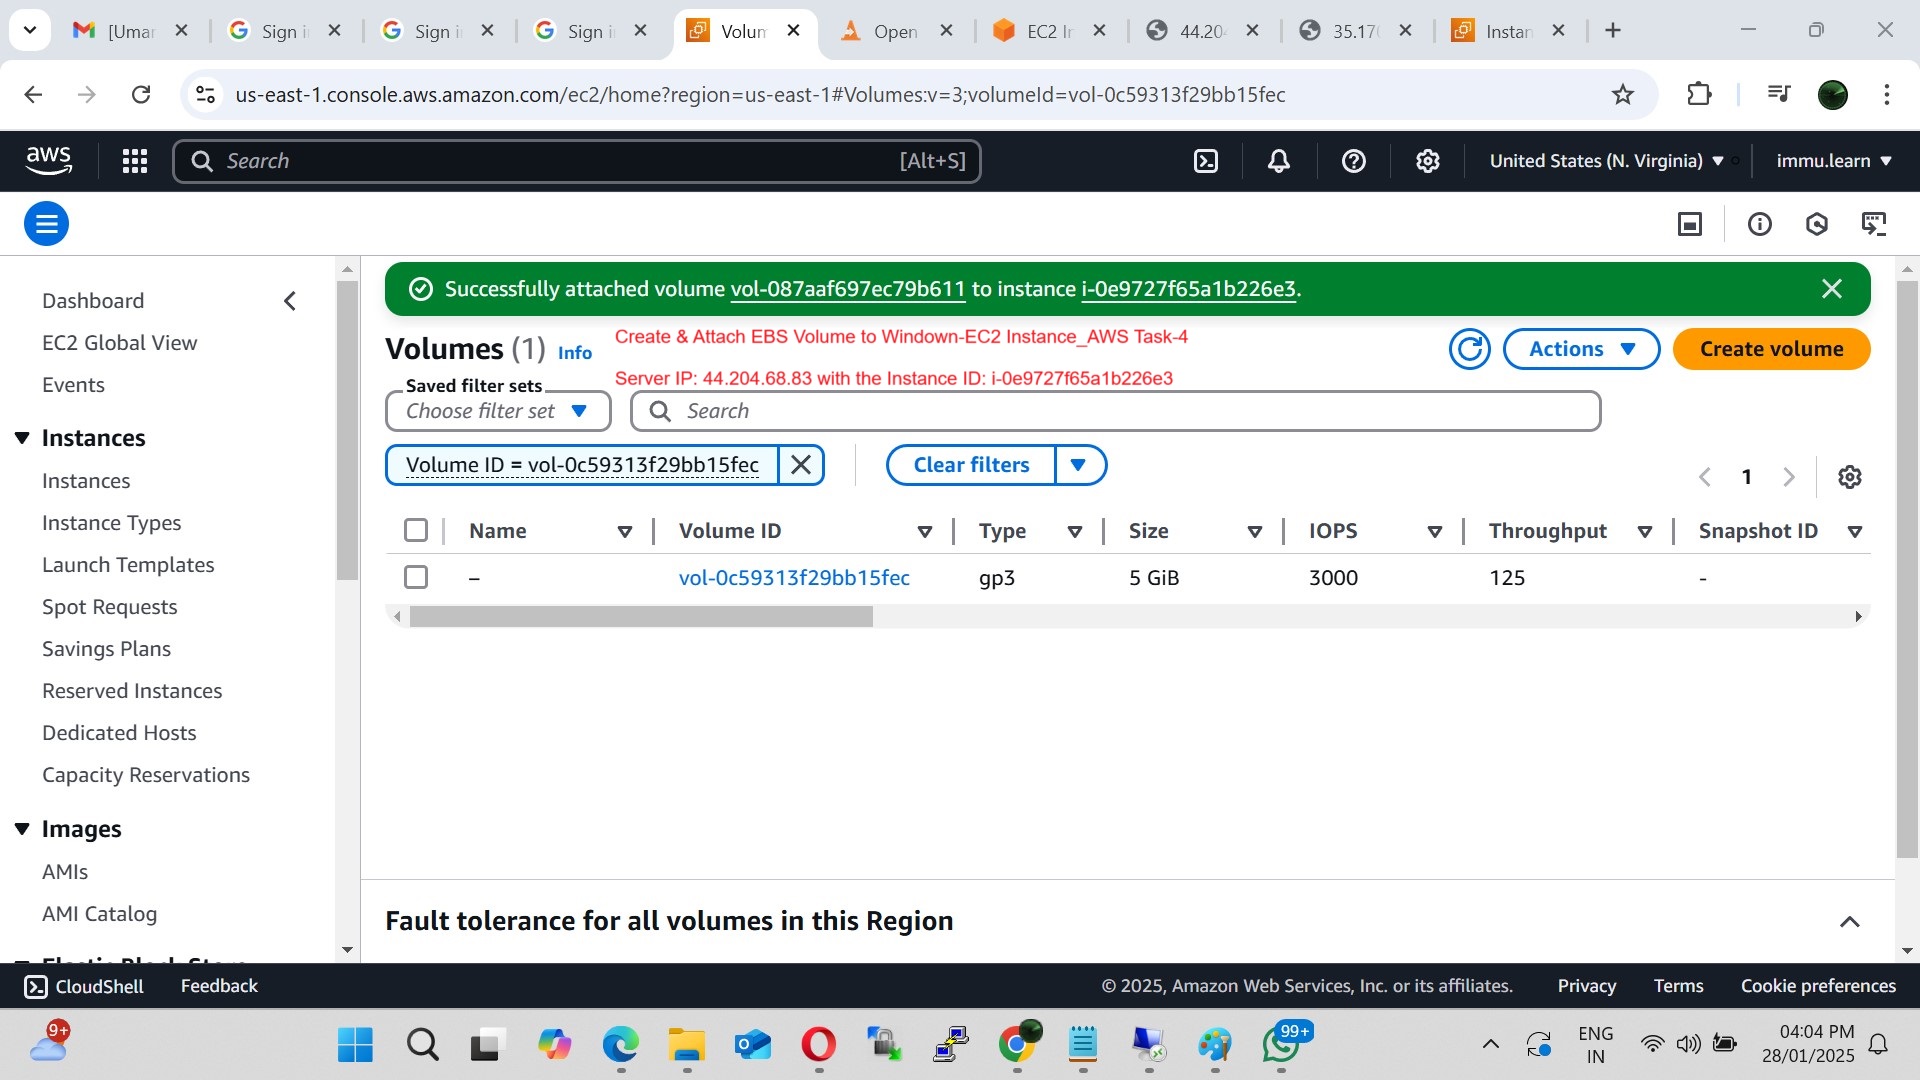 [Umar
Sign i
Sign i
Sign i
Volum
Open
EC2 In
44.204
35.170
Instan
us-east-1.console.aws.amazon.com/ec2/home?region=us-east-1#Volumes:v=3;volumeId=vol-0c59313f29bb15fec
aws
Search
[Alt+S]
United States (N. Virginia)
immu.learn
Dashboard
EC2 Global View
Events
Instances
Instances
Instance Types
Launch Templates
Spot Requests
Savings Plans
Reserved Instances
Dedicated Hosts
Capacity Reservations
Images
AMIs
AMI Catalog
Elastic Block Store
Successfully attached volume vol-087aaf697ec79b611 to instance i-0e9727f65a1b226e3.
Volumes (1) Info
Create & Attach EBS Volume to Windown-EC2 Instance_AWS Task-4
Server IP: 44.204.68.83 with the Instance ID: i-0e9727f65a1b226e3
Actions
Create volume
Saved filter sets
Choose filter set
Search
Volume ID = vol-0c59313f29bb15fec
Clear filters
1
Name Volume ID Type Size IOPS Throughput Snapshot ID
– vol-0c59313f29bb15fec gp3 5 GiB 3000 125 -
Fault tolerance for all volumes in this Region
CloudShell Feedback © 2025, Amazon Web Services, Inc. or its affiliates. Privacy Terms Cookie preferences
9+
99+
ENG
IN
04:04 PM
28/01/2025